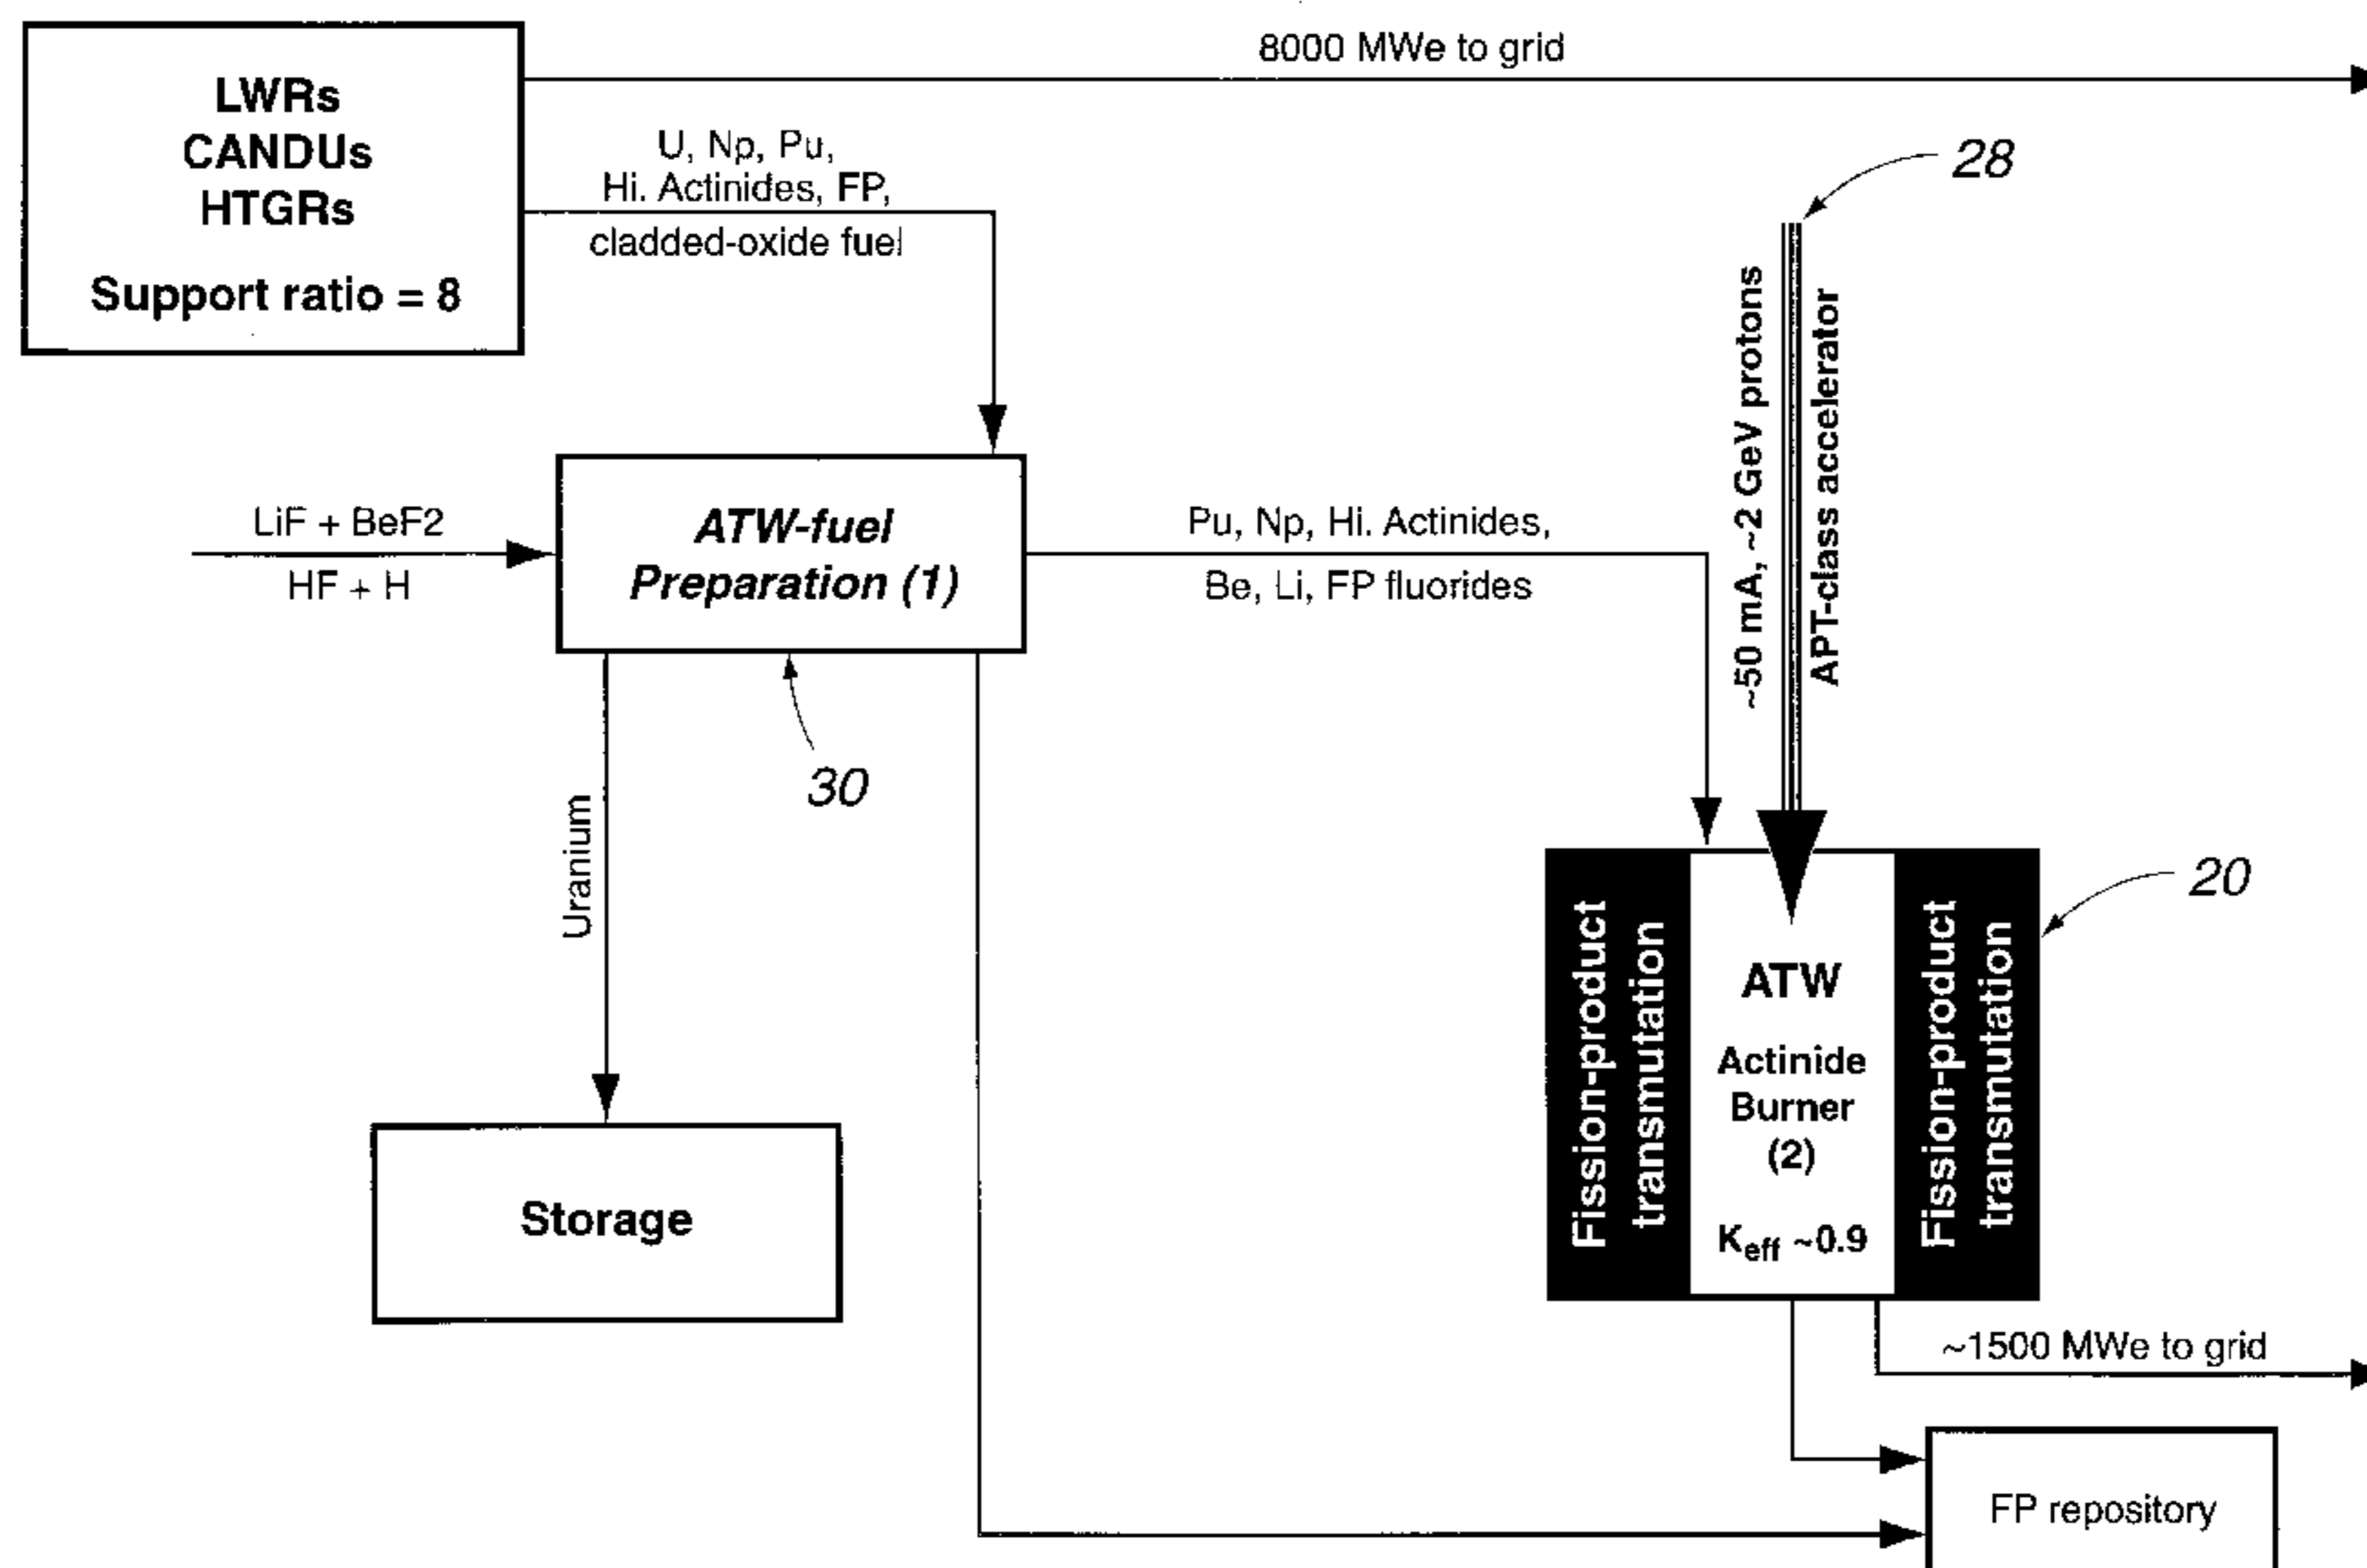 8000 MWe to grid
LWRs
CANDUs
HTGRs
Support ratio = 8
U, Np, Pu,
Hi. Actinides, FP,
cladded-oxide fuel
28
~50 mA, ~2 GeV protons
APT-class accelerator
LiF + BeF2
HF + H
ATW-fuel
Preparation (1)
Pu, Np, Hi. Actinides,
Be, Li, FP fluorides
30
Uranium
20
Fission-product
transmutation
ATW
Actinide
Burner
(2)
Keff ~0.9
Fission-product
transmutation
Storage
~1500 MWe to grid
FP repository